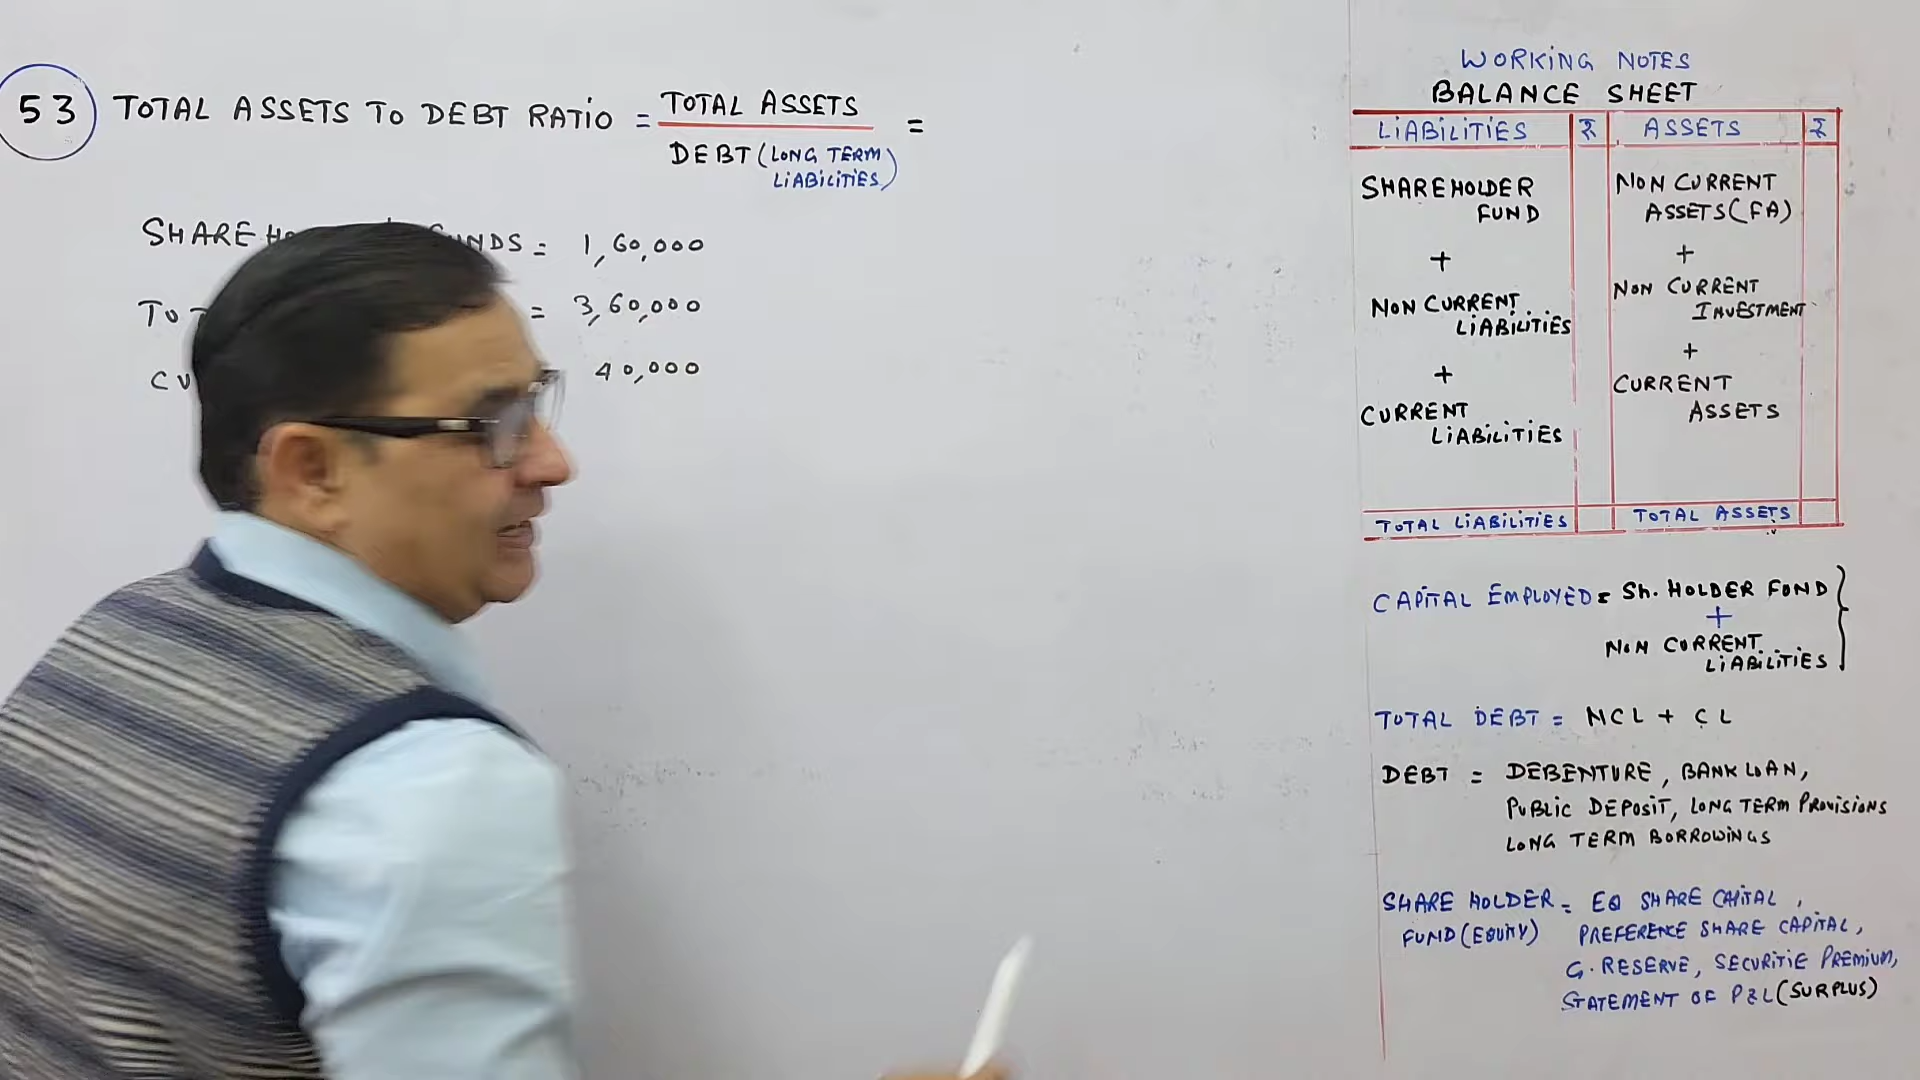 53 TOTAL ASSETS TO DEBT RATIO = TOTAL ASSETS =
DEBT (LONG TERM
LIABILITIES)
= 1,60,000
= 3,60,000
40,000
WORKING NOTES
BALANCE SHEET
LIABILITIES ₹ ASSETS ₹
SHAREHOLDER
FUND
+
NON CURRENT
LIABILITIES
+
CURRENT
LIABILITIES
NON CURRENT
ASSETS (FA)
+
NON CURRENT
INVESTMENT
+
CURRENT
ASSETS
TOTAL LIABILITIES TOTAL ASSETS
CAPITAL EMPLOYED = Sh. HOLDER FUND
+
NON CURRENT
LIABILITIES
TOTAL DEBT = NCL + CL
DEBT = DEBENTURE, BANK LOAN,
PUBLIC DEPOSIT, LONG TERM PROVISIONS
LONG TERM BORROWINGS
SHARE HOLDER = EQ SHARE CAPITAL,
FUND (EQUITY) PREFERENCE SHARE CAPITAL,
G. RESERVE, SECURITIE PREMIUM,
STATEMENT OF P&L (SURPLUS)